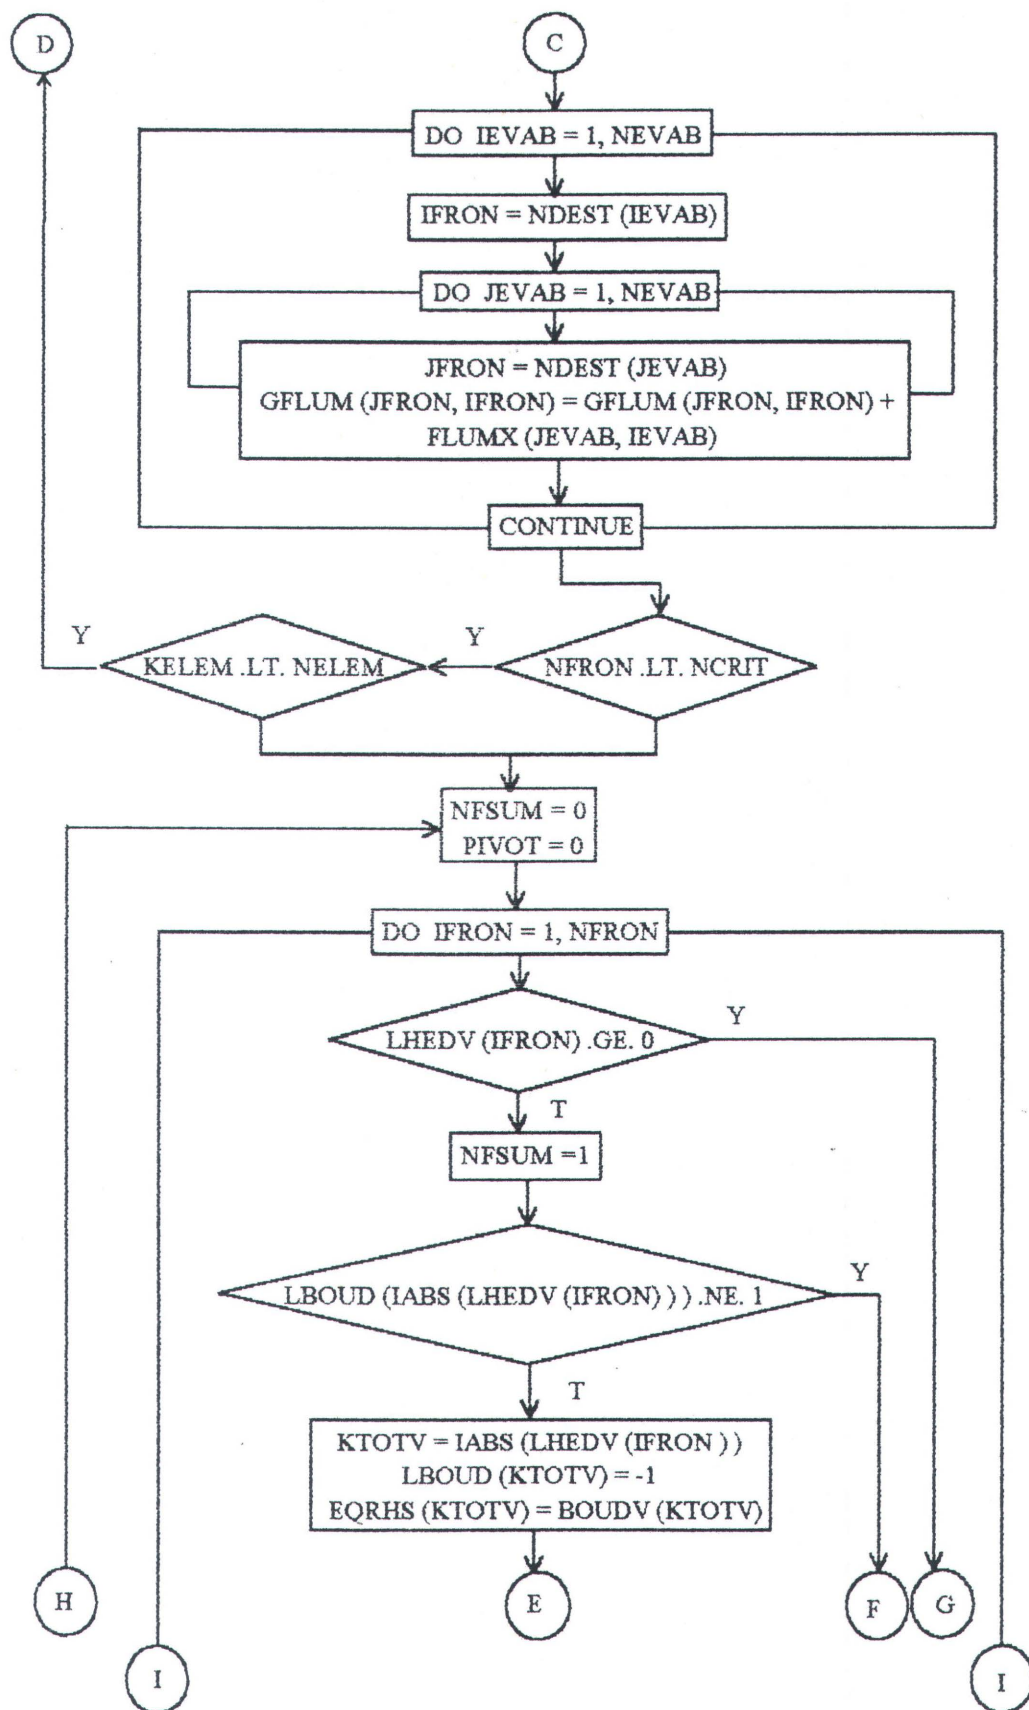 D
C
DO IEVAB = 1, NEVAB
IFRON = NDEST (IEVAB)
DO JEVAB = 1, NEVAB
JFRON = NDEST (JEVAB)
GFLUM (JFRON, IFRON) = GFLUM (JFRON, IFRON) +
FLUMX (JEVAB, IEVAB)
CONTINUE
Y
KELEM .LT. NELEM
Y
NFRON .LT. NCRIT
NFSUM = 0
PIVOT = 0
DO IFRON = 1, NFRON
LHEDV (IFRON) .GE. 0
Y
T
NFSUM =1
LBOUD (IABS (LHEDV (IFRON) ) ) .NE. 1
Y
T
KTOTV = IABS (LHEDV (IFRON ))
LBOUD (KTOTV) = -1
EQRHS (KTOTV) = BOUDV (KTOTV)
H
E
F
G
I
I